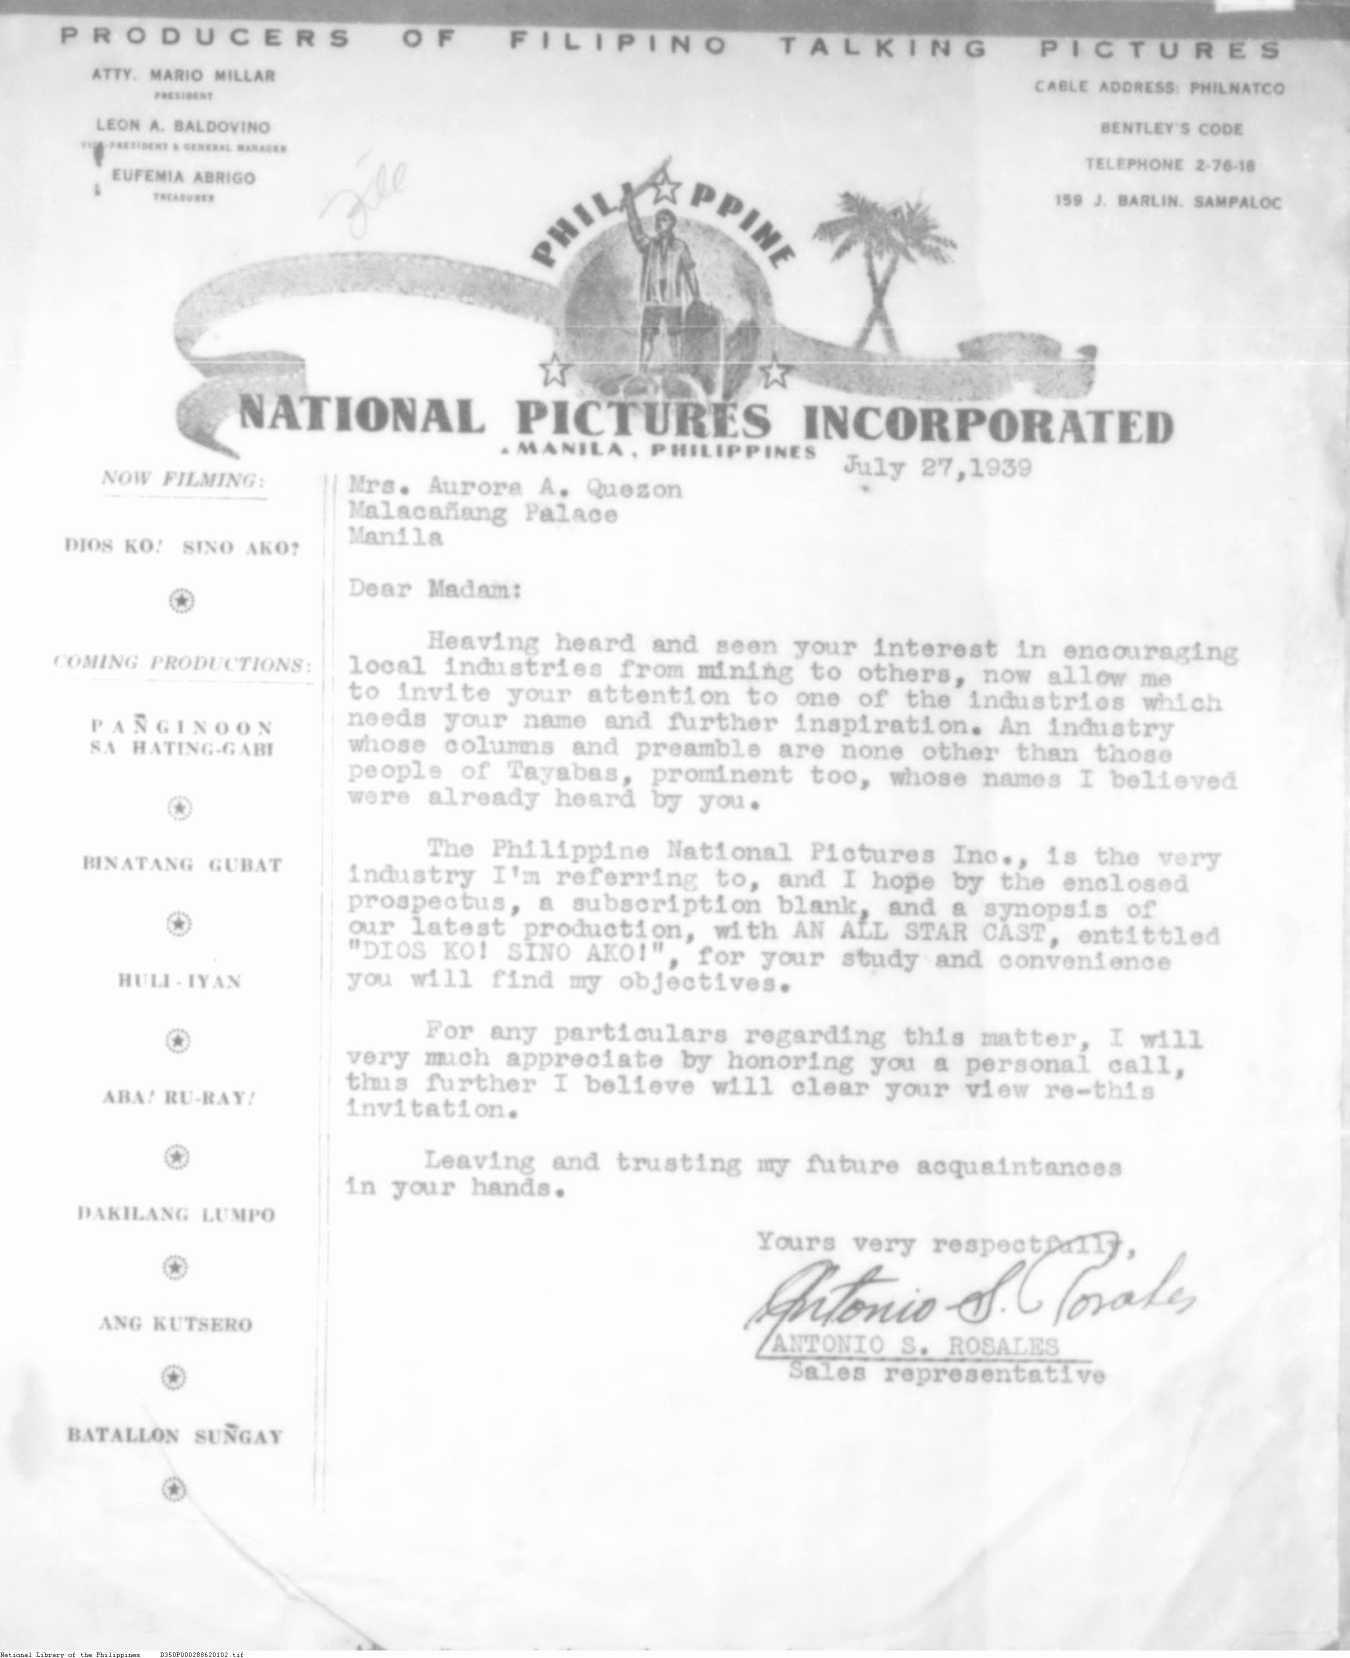 PRODUCERS OF FILIPINO TALKING PICTURES
ATTY. MARIO MILLAR
PRESIDENT
LEON A. BALDOVINO
VICE-PRESIDENT & GENERAL MANAGER
EUFEMIA ABRIGO
TREASURER
CABLE ADDRESS: PHILNATCO
BENTLEY'S CODE
TELEPHONE 2-76-18
159 J. BARLIN. SAMPALOC
PHILIPPINE
NATIONAL PICTURES INCORPORATED
MANILA, PHILIPPINES
July 27,1939
NOW FILMING:
DIOS KO! SINO AKO?
COMING PRODUCTIONS:
PAÑGINOON
SA HATING-GABI
BINATANG GUBAT
HULI-IYAN
ABA! RU-RAY!
DAKILANG LUMPO
ANG KUTSERO
BATALLON SUÑGAY
Mrs. Aurora A. Quezon
Malacañang Palace
Manila
Dear Madam:
Heaving heard and seen your interest in encouraging
local industries from mining to others, now allow me
to invite your attention to one of the industries which
needs your name and further inspiration. An industry
whose columns and preamble are none other than those
people of Tayabas, prominent too, whose names I believed
were already heard by you.
The Philippine National Pictures Inc., is the very
industry I'm referring to, and I hope by the enclosed
prospectus, a subscription blank, and a synopsis of
our latest production, with AN ALL STAR CAST, entittled
"DIOS KO! SINO AKO!", for your study and convenience
you will find my objectives.
For any particulars regarding this matter, I will
very much appreciate by honoring you a personal call,
thus further I believe will clear your view re-this
invitation.
Leaving and trusting my future acquaintances
in your hands.
Yours very respectfully,
Antonio S. Rosales
ANTONIO S. ROSALES
Sales representative
National Library of the Philippines D350P000288620102.tif